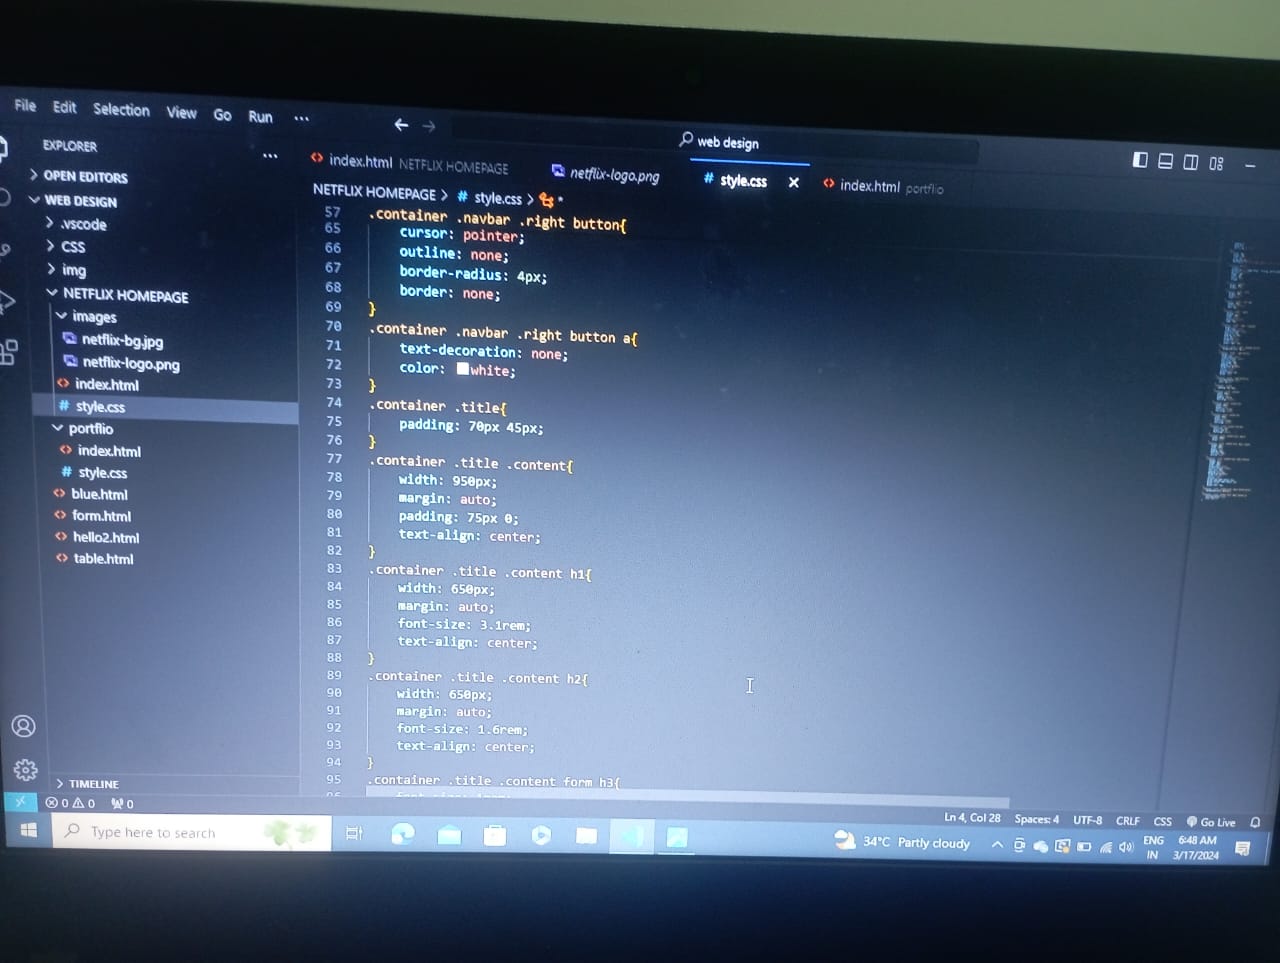 File Edit Selection View Go Run ...
web design
EXPLORER ...
OPEN EDITORS
WEB DESIGN
.vscode
CSS
img
NETFLIX HOMEPAGE
images
netflix-bg.jpg
netflix-logo.png
index.html
style.css
portflio
index.html
style.css
blue.html
form.html
hello2.html
table.html
TIMELINE
index.html NETFLIX HOMEPAGE netflix-logo.png # style.css × index.html portflio
NETFLIX HOMEPAGE > # style.css > *
57 .container .navbar .right button{
65 cursor: pointer;
66 outline: none;
67 border-radius: 4px;
68 border: none;
69 }
70 .container .navbar .right button a{
71 text-decoration: none;
72 color: white;
73 }
74 .container .title{
75 padding: 70px 45px;
76 }
77 .container .title .content{
78 width: 950px;
79 margin: auto;
80 padding: 75px 0;
81 text-align: center;
82 }
83 .container .title .content h1{
84 width: 650px;
85 margin: auto;
86 font-size: 3.1rem;
87 text-align: center;
88 }
89 .container .title .content h2{
90 width: 650px;
91 margin: auto;
92 font-size: 1.6rem;
93 text-align: center;
94 }
95 .container .title .content form h3{
0 0 0
Ln 4, Col 28 Spaces: 4 UTF-8 CRLF CSS Go Live
Type here to search
34°C Partly cloudy
ENG
IN
6:48 AM
3/17/2024